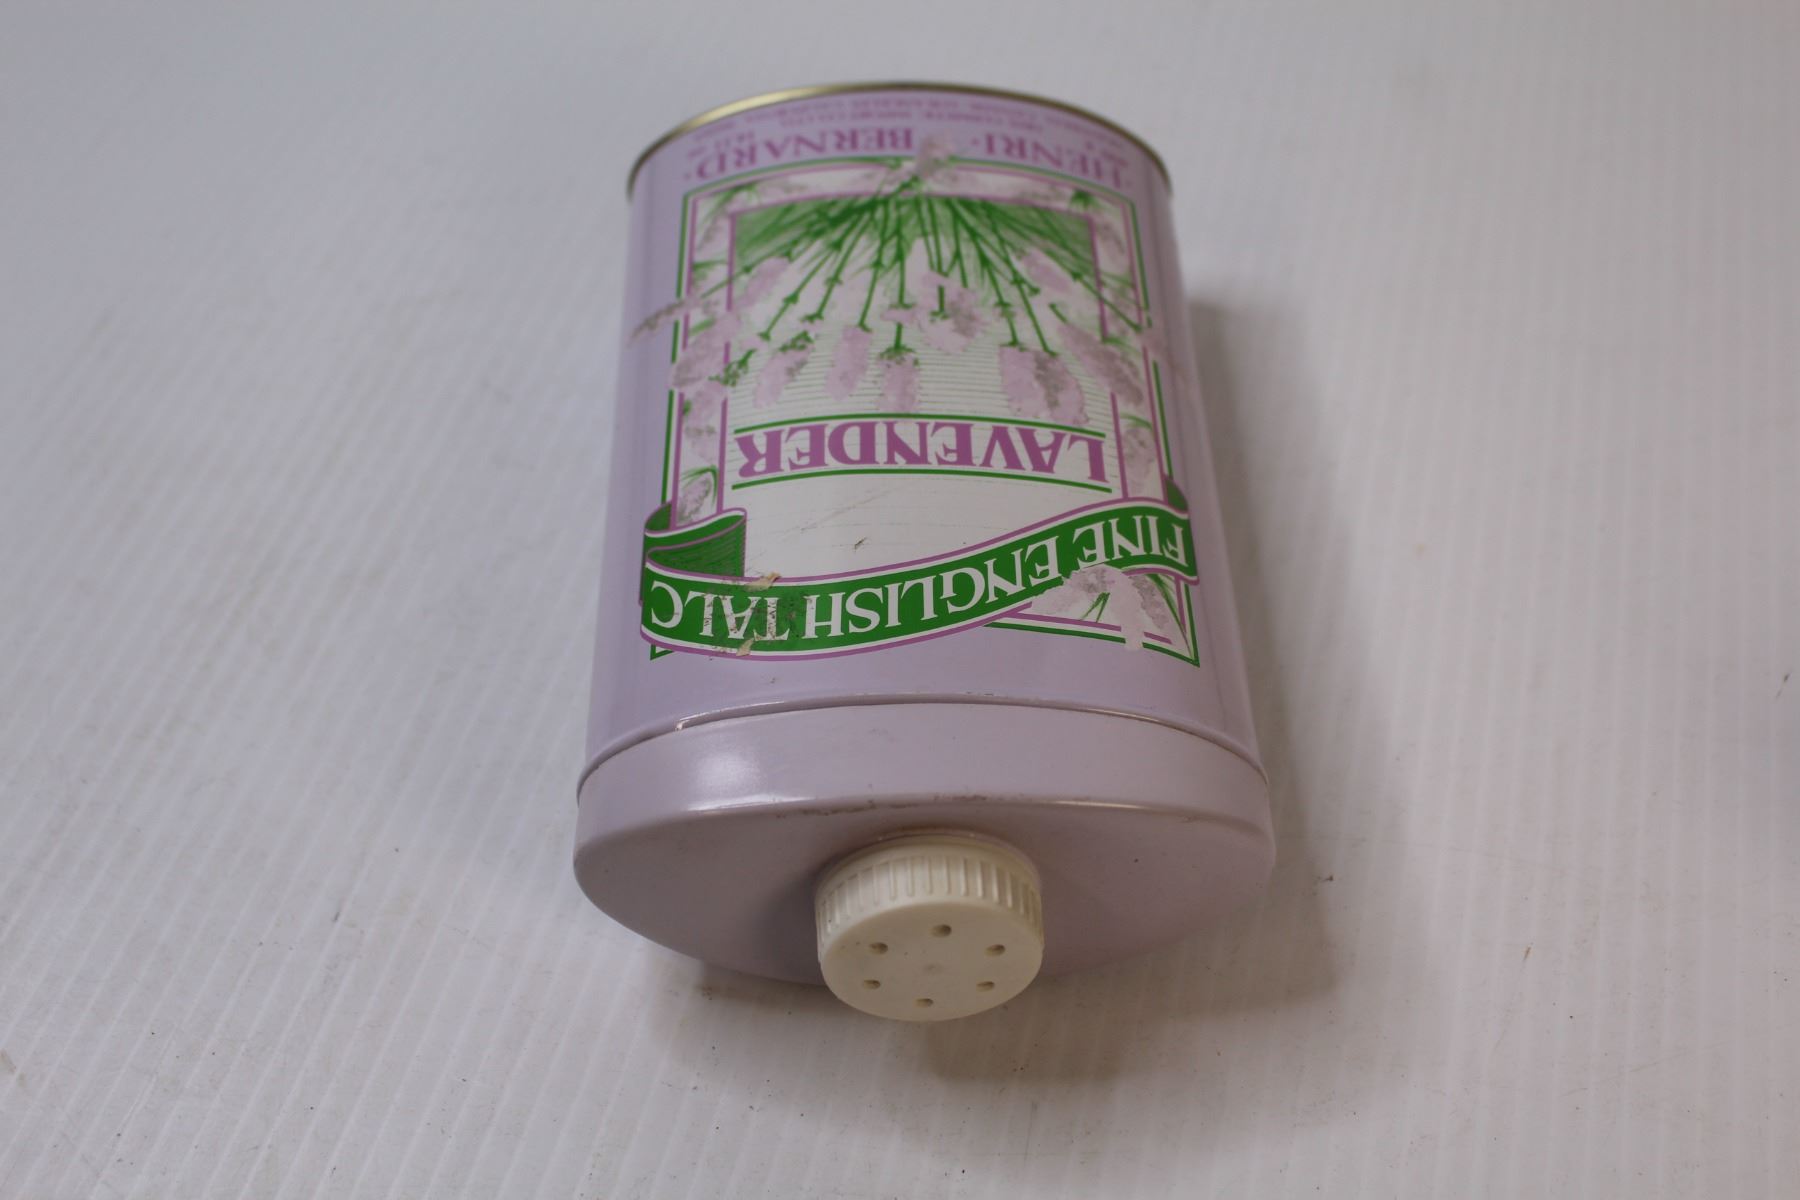 FINE ENGLISH TALC
LAVENDER
·HENRI· BERNARD·